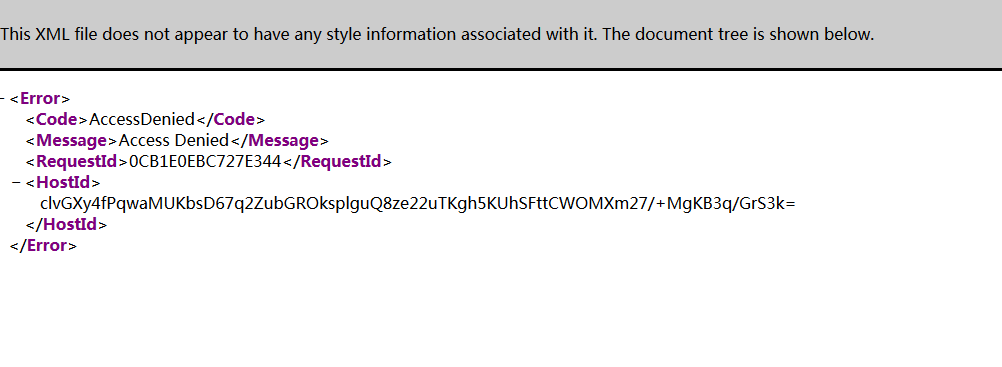 This XML file does not appear to have any style information associated with it. The document tree is shown below.
- <Error>
<Code>AccessDenied</Code>
<Message>Access Denied</Message>
<RequestId>0CB1E0EBC727E344</RequestId>
- <HostId>
clvGXy4fPqwaMUKbsD67q2ZubGROksplguQ8ze22uTKgh5KUhSFttCWOMXm27/+MgKB3q/GrS3k=
</HostId>
</Error>